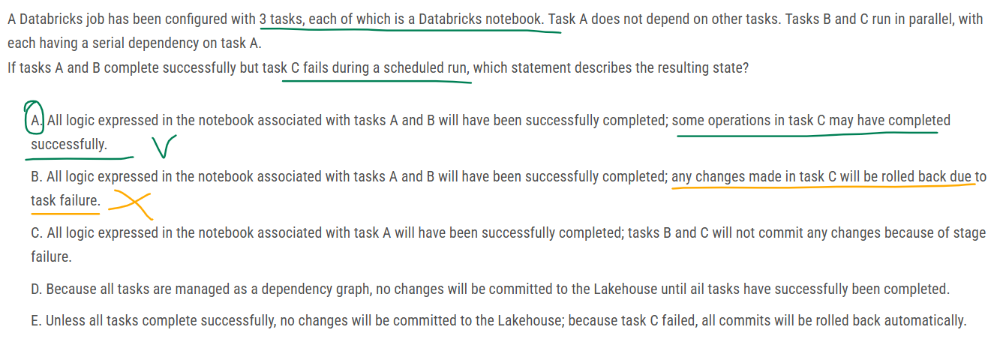 A Databricks job has been configured with 3 tasks, each of which is a Databricks notebook. Task A does not depend on other tasks. Tasks B and C run in parallel, with
each having a serial dependency on task A.
If tasks A and B complete successfully but task C fails during a scheduled run, which statement describes the resulting state?
A. All logic expressed in the notebook associated with tasks A and B will have been successfully completed; some operations in task C may have completed
successfully.
B. All logic expressed in the notebook associated with tasks A and B will have been successfully completed; any changes made in task C will be rolled back due to
task failure.
C. All logic expressed in the notebook associated with task A will have been successfully completed; tasks B and C will not commit any changes because of stage
failure.
D. Because all tasks are managed as a dependency graph, no changes will be committed to the Lakehouse until ail tasks have successfully been completed.
E. Unless all tasks complete successfully, no changes will be committed to the Lakehouse; because task C failed, all commits will be rolled back automatically.